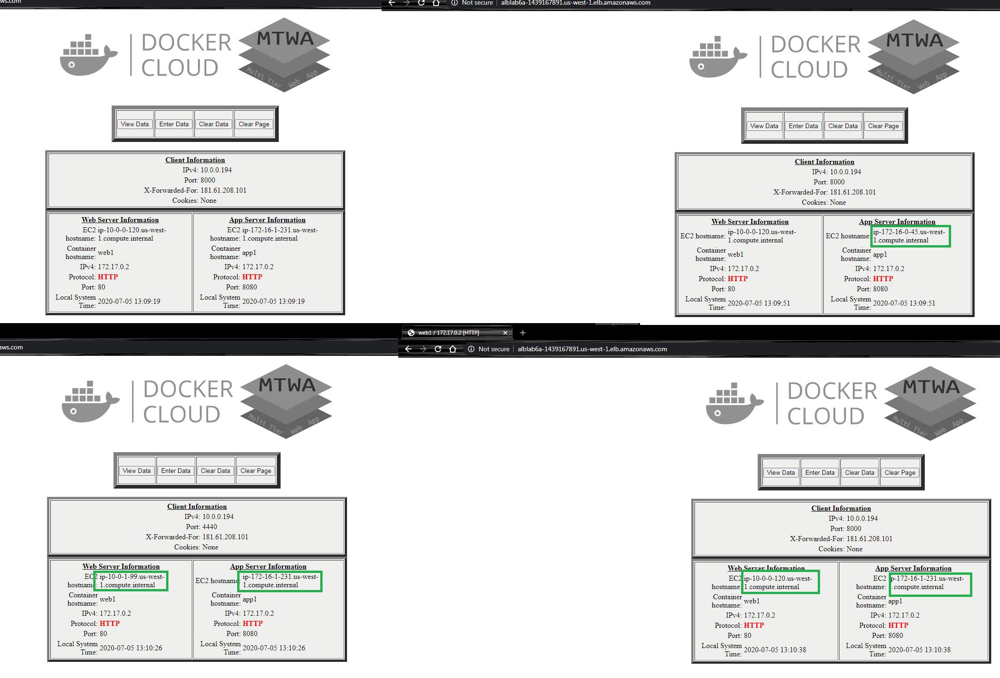 ws.com
Not secure
alblab6a-1439167891.us-west-1.elb.amazonaws.com
DOCKER
CLOUD
MTWA
Multi Tier Web App
View Data
Enter Data
Clear Data
Clear Page
Client Information
IPv4: 10.0.0.194
Port: 8000
X-Forwarded-For: 181.61.208.101
Cookies: None
Web Server Information
EC2 ip-10-0-0-120.us-west-
hostname: 1.compute.internal
Container
hostname: web1
IPv4: 172.17.0.2
Protocol: HTTP
Port: 80
Local System
Time: 2020-07-05 13:09:19
App Server Information
EC2 ip-172-16-1-231.us-west-
hostname: 1.compute.internal
Container
hostname: app1
IPv4: 172.17.0.2
Protocol: HTTP
Port: 8080
Local System
Time: 2020-07-05 13:09:19
DOCKER
CLOUD
MTWA
Multi Tier Web App
View Data
Enter Data
Clear Data
Clear Page
Client Information
IPv4: 10.0.0.194
Port: 8000
X-Forwarded-For: 181.61.208.101
Cookies: None
Web Server Information
EC2 hostname: ip-10-0-0-120.us-west-
1.compute.internal
Container
hostname: web1
IPv4: 172.17.0.2
Protocol: HTTP
Port: 80
Local System
Time: 2020-07-05 13:09:51
App Server Information
EC2 hostname: ip-172-16-0-45.us-west-
1.compute.internal
Container
hostname: app1
IPv4: 172.17.0.2
Protocol: HTTP
Port: 8080
Local System
Time: 2020-07-05 13:09:51
aws.com
web1 / 172.17.0.2 [HTTP]
Not secure
alblab6a-1439167891.us-west-1.elb.amazonaws.com
DOCKER
CLOUD
MTWA
Multi Tier Web App
View Data
Enter Data
Clear Data
Clear Page
Client Information
IPv4: 10.0.0.194
Port: 4440
X-Forwarded-For: 181.61.208.101
Cookies: None
Web Server Information
EC2 ip-10-0-1-99.us-west-
hostname: 1.compute.internal
Container
hostname: web1
IPv4: 172.17.0.2
Protocol: HTTP
Port: 80
Local System
Time: 2020-07-05 13:10:26
App Server Information
EC2 hostname: ip-172-16-1-231.us-west-
1.compute.internal
Container
hostname: app1
IPv4: 172.17.0.2
Protocol: HTTP
Port: 8080
Local System
Time: 2020-07-05 13:10:26
DOCKER
CLOUD
MTWA
Multi Tier Web App
View Data
Enter Data
Clear Data
Clear Page
Client Information
IPv4: 10.0.0.194
Port: 8000
X-Forwarded-For: 181.61.208.101
Cookies: None
Web Server Information
EC2 ip-10-0-0-120.us-west-
hostname: 1.compute.internal
Container
hostname: web1
IPv4: 172.17.0.2
Protocol: HTTP
Port: 80
Local System
Time: 2020-07-05 13:10:38
App Server Information
EC2 p-172-16-1-231.us-west-
hostname: .compute.internal
Container
hostname: app1
IPv4: 172.17.0.2
Protocol: HTTP
Port: 8080
Local System
Time: 2020-07-05 13:10:38